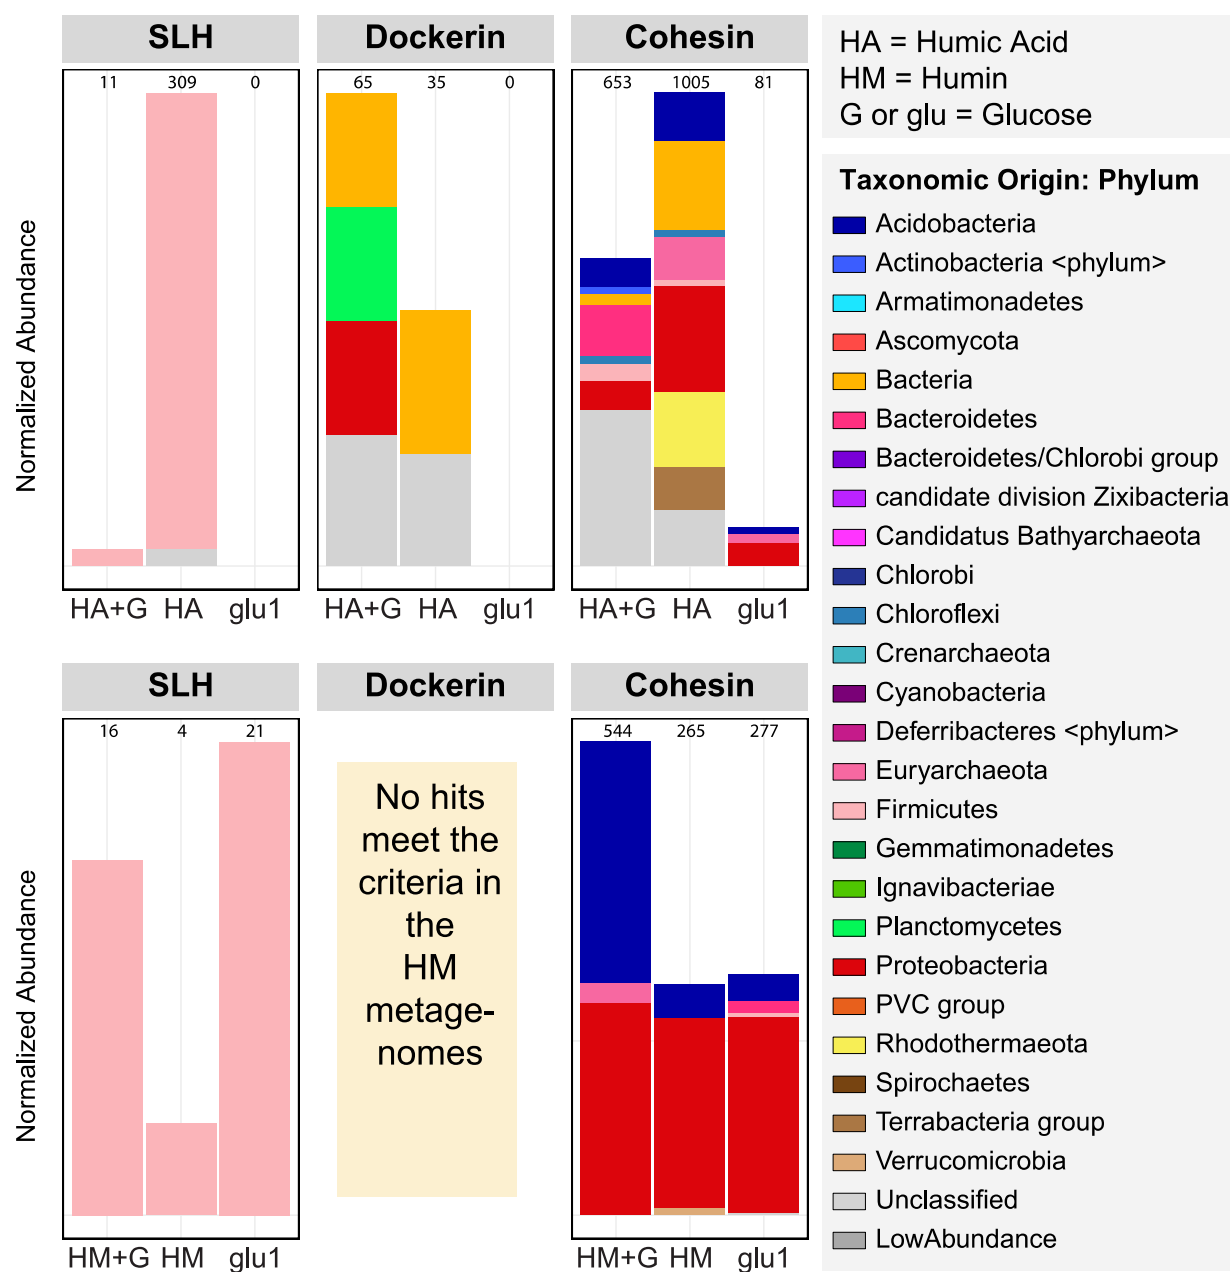 SLH
Dockerin
Cohesin
11 309 0
65 35 0
653 1005 81
Normalized Abundance
HA+G HA glu1
HA+G HA glu1
HA+G HA glu1
SLH
Dockerin
Cohesin
16 4 21
544 265 277
Normalized Abundance
No hits
meet the
criteria in
the
HM
metage-
nomes
HM+G HM glu1
HM+G HM glu1
HA = Humic Acid
HM = Humin
G or glu = Glucose
Taxonomic Origin: Phylum
Acidobacteria
Actinobacteria <phylum>
Armatimonadetes
Ascomycota
Bacteria
Bacteroidetes
Bacteroidetes/Chlorobi group
candidate division Zixibacteria
Candidatus Bathyarchaeota
Chlorobi
Chloroflexi
Crenarchaeota
Cyanobacteria
Deferribacteres <phylum>
Euryarchaeota
Firmicutes
Gemmatimonadetes
Ignavibacteriae
Planctomycetes
Proteobacteria
PVC group
Rhodothermaeota
Spirochaetes
Terrabacteria group
Verrucomicrobia
Unclassified
LowAbundance